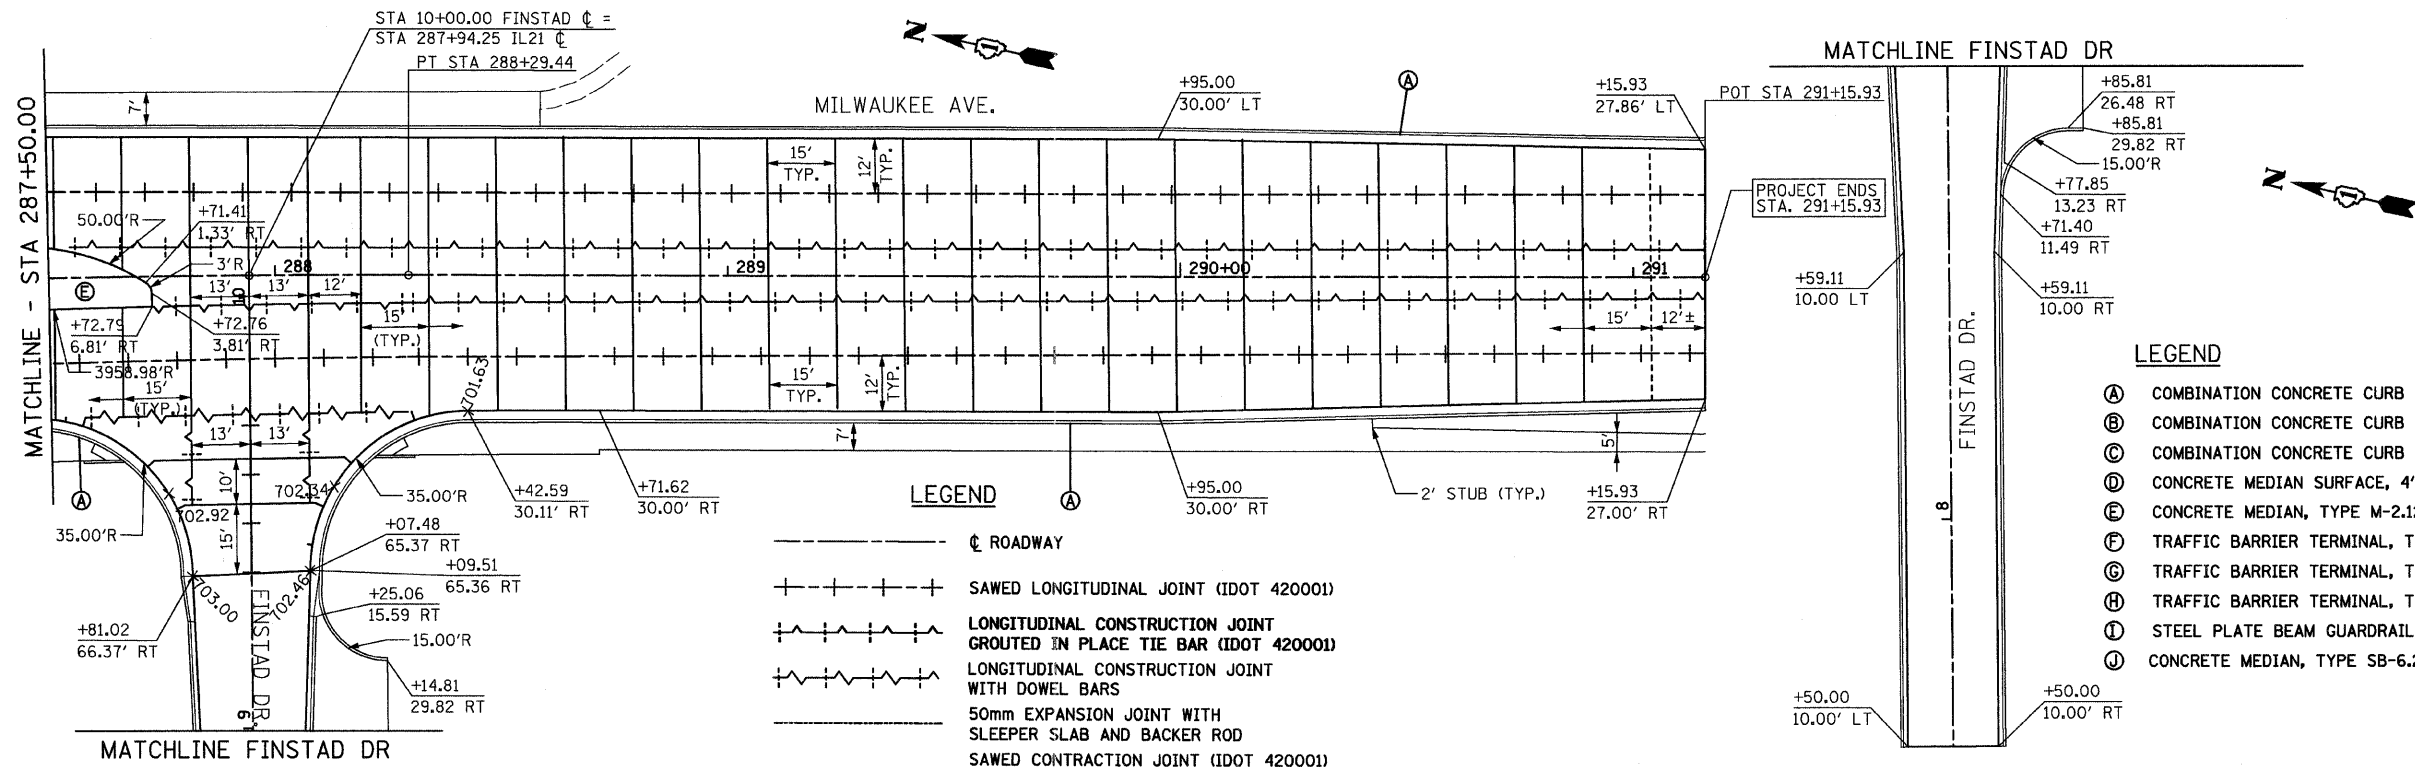 STA 10+00.00 FINSTAD ℄ =
STA 287+94.25 IL21 ℄
PT STA 288+29.44
N
MILWAUKEE AVE.
7'
+95.00
30.00' LT
A
+15.93
27.86' LT
POT STA 291+15.93
MATCHLINE - STA 287+50.00
50.00'R
+71.41
1.33' RT
3'R
15'
TYP.
12'
TYP.
PROJECT ENDS
STA. 291+15.93
288
289
290+00
291
E
13'
10
13'
12'
+72.79
6.81' RT
+72.76
3.81' RT
15'
(TYP.)
3958.98'R
15'
(TYP.)
701.63
15'
TYP.
12'
TYP.
15'
12'±
13'
13'
7'
5'
A
10'
702.34
35.00'R
702.92
35.00'R
15'
+42.59
30.11' RT
+71.62
30.00' RT
A
+95.00
30.00' RT
2' STUB (TYP.)
+15.93
27.00' RT
+07.48
65.37 RT
+09.51
65.36 RT
703.00
702.46
+25.06
15.59 RT
+81.02
66.37' RT
15.00'R
+14.81
29.82 RT
FINSTAD DR.
9
MATCHLINE FINSTAD DR
LEGEND
℄ ROADWAY
SAWED LONGITUDINAL JOINT (IDOT 420001)
LONGITUDINAL CONSTRUCTION JOINT
GROUTED IN PLACE TIE BAR (IDOT 420001)
LONGITUDINAL CONSTRUCTION JOINT
WITH DOWEL BARS
50mm EXPANSION JOINT WITH
SLEEPER SLAB AND BACKER ROD
SAWED CONTRACTION JOINT (IDOT 420001)
MATCHLINE FINSTAD DR
+85.81
26.48 RT
+85.81
29.82 RT
15.00'R
+77.85
13.23 RT
+71.40
11.49 RT
N
+59.11
10.00 LT
+59.11
10.00 RT
FINSTAD DR.
8
+50.00
10.00' LT
+50.00
10.00' RT
LEGEND
A COMBINATION CONCRETE CURB
B COMBINATION CONCRETE CURB
C COMBINATION CONCRETE CURB
D CONCRETE MEDIAN SURFACE, 4"
E CONCRETE MEDIAN, TYPE M-2.12
F TRAFFIC BARRIER TERMINAL, T
G TRAFFIC BARRIER TERMINAL, T
H TRAFFIC BARRIER TERMINAL, T
I STEEL PLATE BEAM GUARDRAIL
J CONCRETE MEDIAN, TYPE SB-6.2